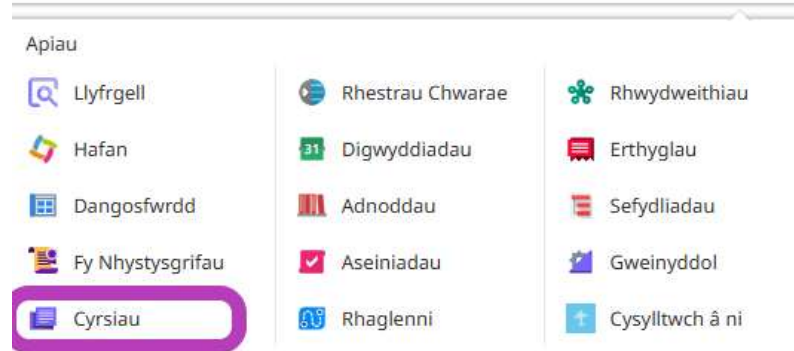 Apiau
Llyfrgell
Rhestrau Chwarae
Rhwydweithiau
Hafan
31
Digwyddiadau
Erthyglau
Dangosfwrdd
Adnoddau
Sefydliadau
Fy Nhystysgrifau
Aseiniadau
Gweinyddol
Cyrsiau
Rhaglenni
Cysylltwch â ni